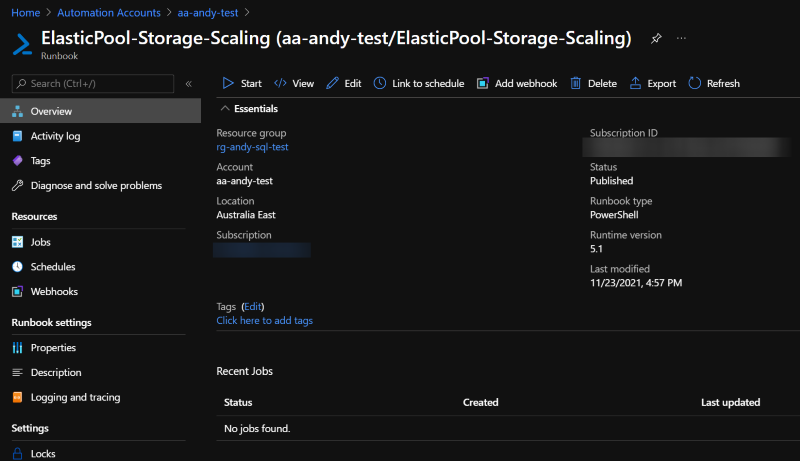 Home > Automation Accounts > aa-andy-test >
ElasticPool-Storage-Scaling (aa-andy-test/ElasticPool-Storage-Scaling) ...
Runbook
Search (Ctrl+/) «
Start View Edit Link to schedule Add webhook Delete Export Refresh
Overview
Activity log
Tags
Diagnose and solve problems
Resources
Jobs
Schedules
Webhooks
Runbook settings
Properties
Description
Logging and tracing
Settings
Locks
Essentials
Resource group
rg-andy-sql-test
Account
aa-andy-test
Location
Australia East
Subscription
Subscription ID
Status
Published
Runbook type
PowerShell
Runtime version
5.1
Last modified
11/23/2021, 4:57 PM
Tags (Edit)
Click here to add tags
Recent Jobs
Status Created Last updated
No jobs found.